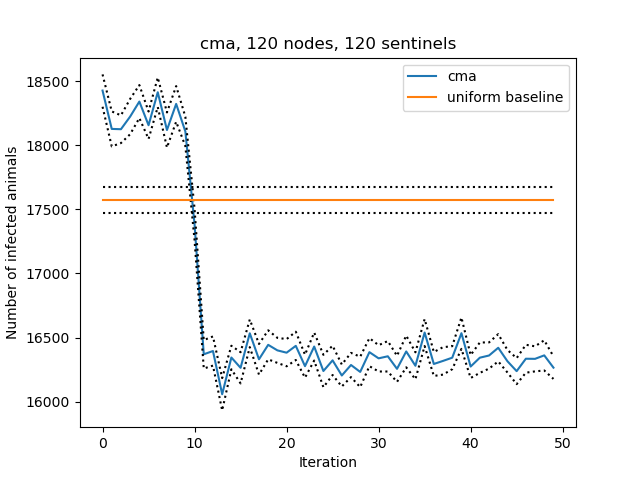 cma, 120 nodes, 120 sentinels
cma
uniform baseline
Number of infected animals
18500
18000
17500
17000
16500
16000
0 10 20 30 40 50
Iteration